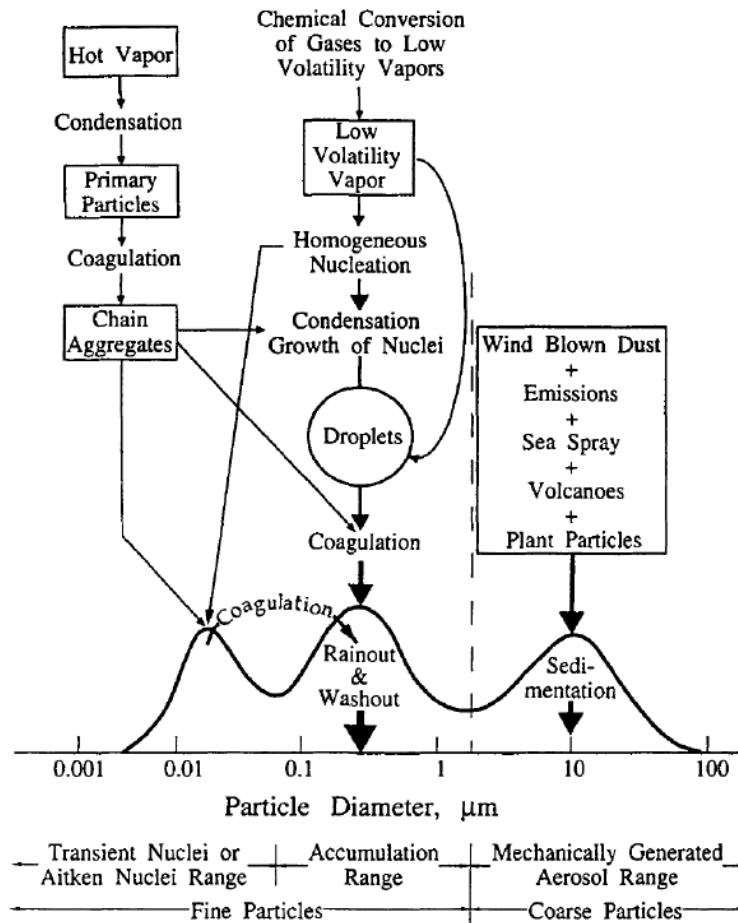 Hot Vapor
Condensation
Primary
Particles
Coagulation
Chain
Aggregates
Chemical Conversion
of Gases to Low
Volatility Vapors
Low
Volatility
Vapor
Homogeneous
Nucleation
Condensation
Growth of Nuclei
Droplets
Coagulation
Wind Blown Dust
+
Emissions
+
Sea Spray
+
Volcanoes
+
Plant Particles
Coagulation
Rainout
&
Washout
Sedi-
mentation
0.001 0.01 0.1 1 10 100
Particle Diameter, μm
Transient Nuclei or
Aitken Nuclei Range
Accumulation
Range
Mechanically Generated
Aerosol Range
Fine Particles
Coarse Particles